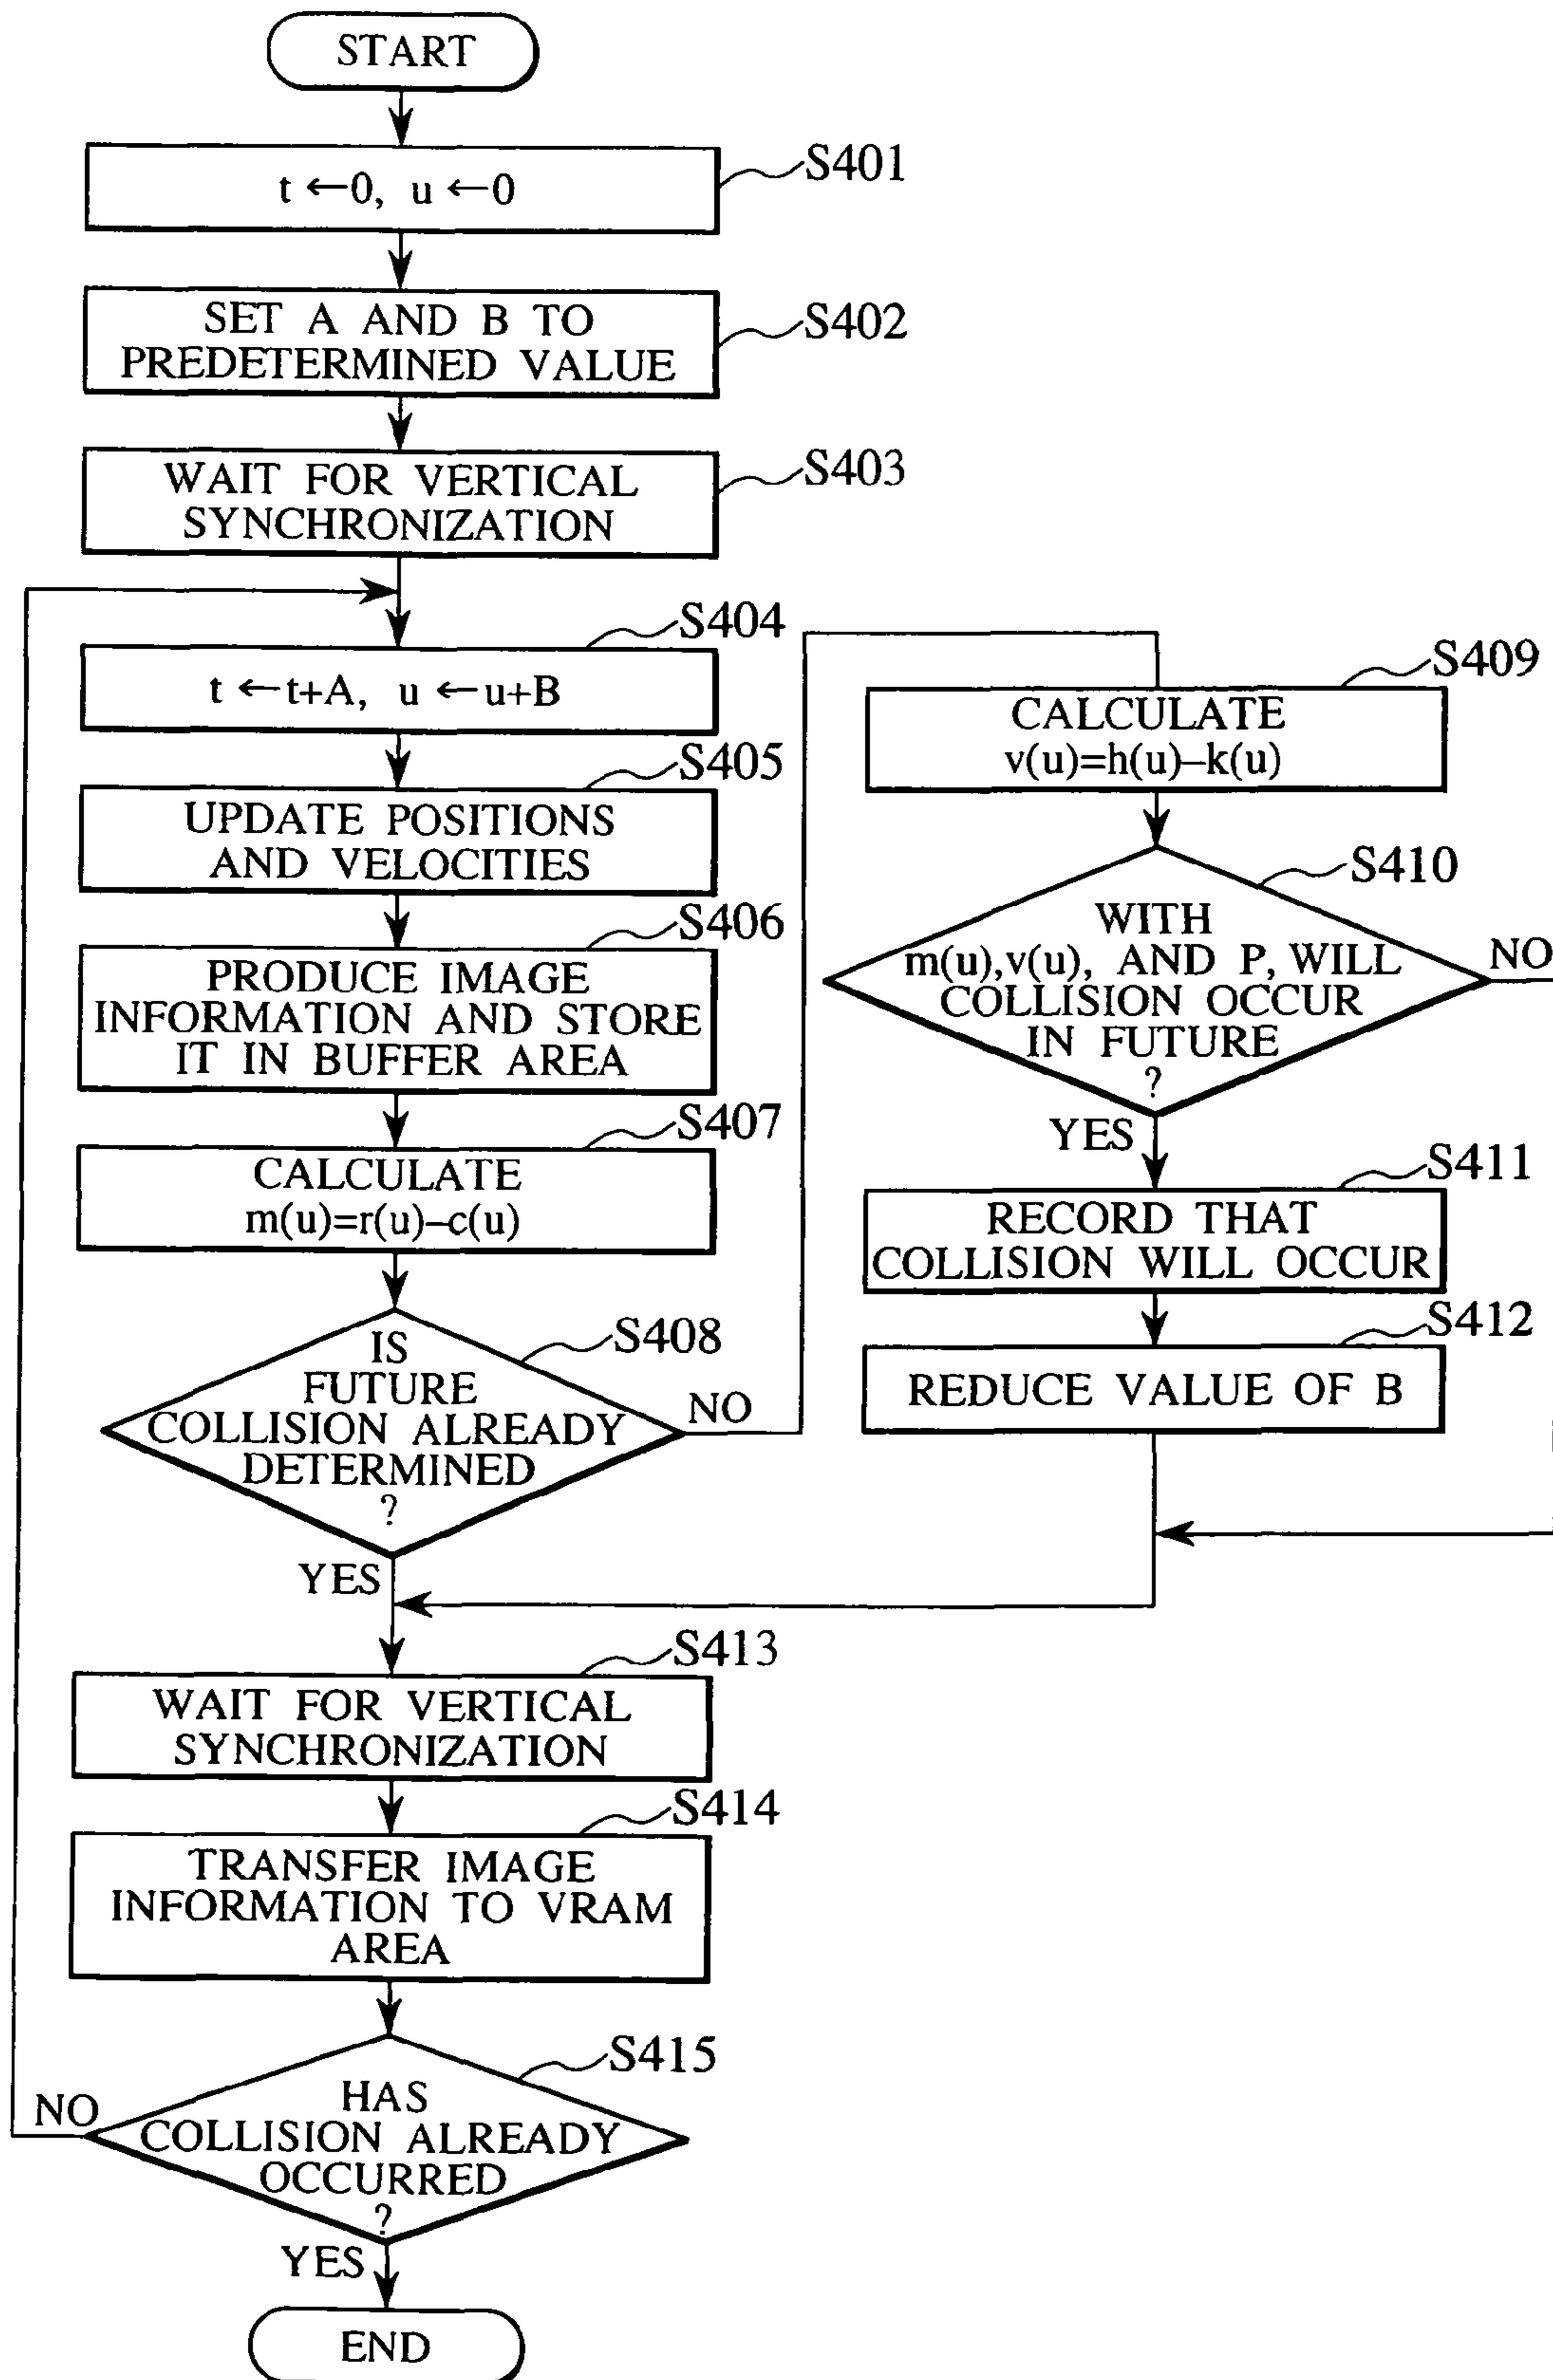 START
S401
t ←0, u ←0
S402
SET A AND B TO
PREDETERMINED VALUE
S403
WAIT FOR VERTICAL
SYNCHRONIZATION
S404
t ←t+A, u ←u+B
S405
UPDATE POSITIONS
AND VELOCITIES
S406
PRODUCE IMAGE
INFORMATION AND STORE
IT IN BUFFER AREA
S407
CALCULATE
m(u)=r(u)–c(u)
S408
IS
FUTURE
COLLISION ALREADY
DETERMINED
?
NO
YES
S409
CALCULATE
v(u)=h(u)–k(u)
S410
WITH
m(u),v(u), AND P, WILL
COLLISION OCCUR
IN FUTURE
?
NO
YES
S411
RECORD THAT
COLLISION WILL OCCUR
S412
REDUCE VALUE OF B
S413
WAIT FOR VERTICAL
SYNCHRONIZATION
S414
TRANSFER IMAGE
INFORMATION TO VRAM
AREA
S415
HAS
COLLISION ALREADY
OCCURRED
?
NO
YES
END